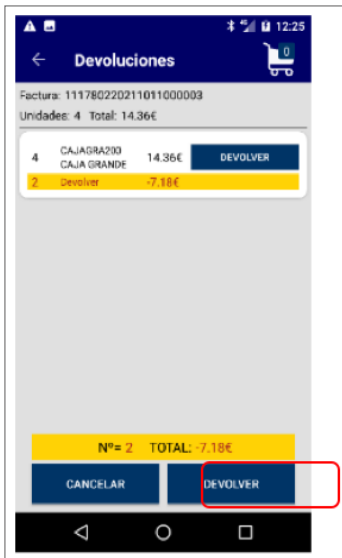 12:25
Devoluciones
0
Factura: 111780220211011000003
Unidades: 4 Total: 14.36€
4 CAJAGRA200 CAJA GRANDE 14.36€ DEVOLVER
2 Devolver -7.18€
Nº= 2 TOTAL: -7.18€
CANCELAR DEVOLVER